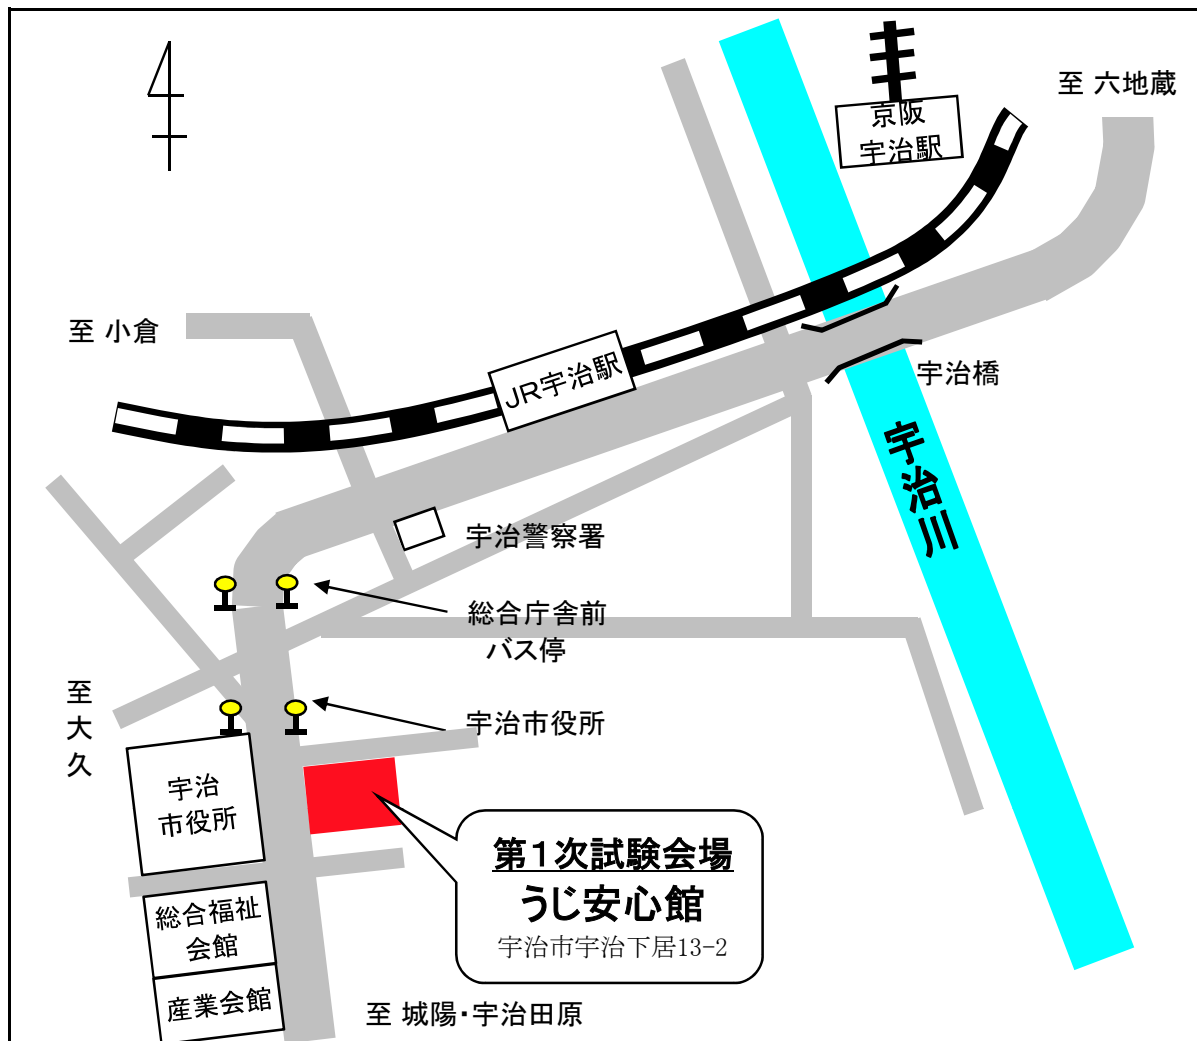 京阪
宇治駅
至 六地蔵
至 小倉
JR宇治駅
宇治橋
宇治川
宇治警察署
総合庁舎前
バス停
至
大
久
宇治市役所
宇治
市役所
第1次試験会場
うじ安心館
宇治市宇治下居13-2
総合福祉
会館
産業会館
至 城陽・宇治田原